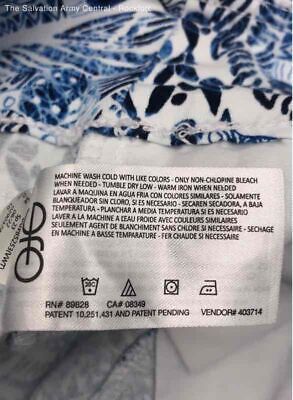 The Salvation Army Central - Rockford
MACHINE WASH COLD WITH LIKE COLORS - ONLY NON-CHLORINE BLEACH
WHEN NEEDED - TUMBLE DRY LOW - WARM IRON WHEN NEEDED
LAVAR A MAQUINA EN AGUA FRIA CON COLORES SIMILARES - SOLAMENTE
BLANQUEADOR SIN CLORO, SI ES NECESARIO - SECAREN SECADORA, A BAJA
TEMPERATURA - PLANCHAR A MEDIA TEMPERATURA SI ES NECESARIO
LAVER A LA MACHINE A L'EAU FROIDE AVEC COULEURS SIMILAIRES
SEULEMENT AGENT DE BLANCHIMENT SANS CHLORE SI NECESSAIRE - SECHAGE
EN MACHINE A BASSE TEMPARATURE - FER CHAUDE SI NECESSAIRE
30C
RN# 89828 CA# 08349
PATENT 10,251,431 AND PATENT PENDING VENDOR# 403714